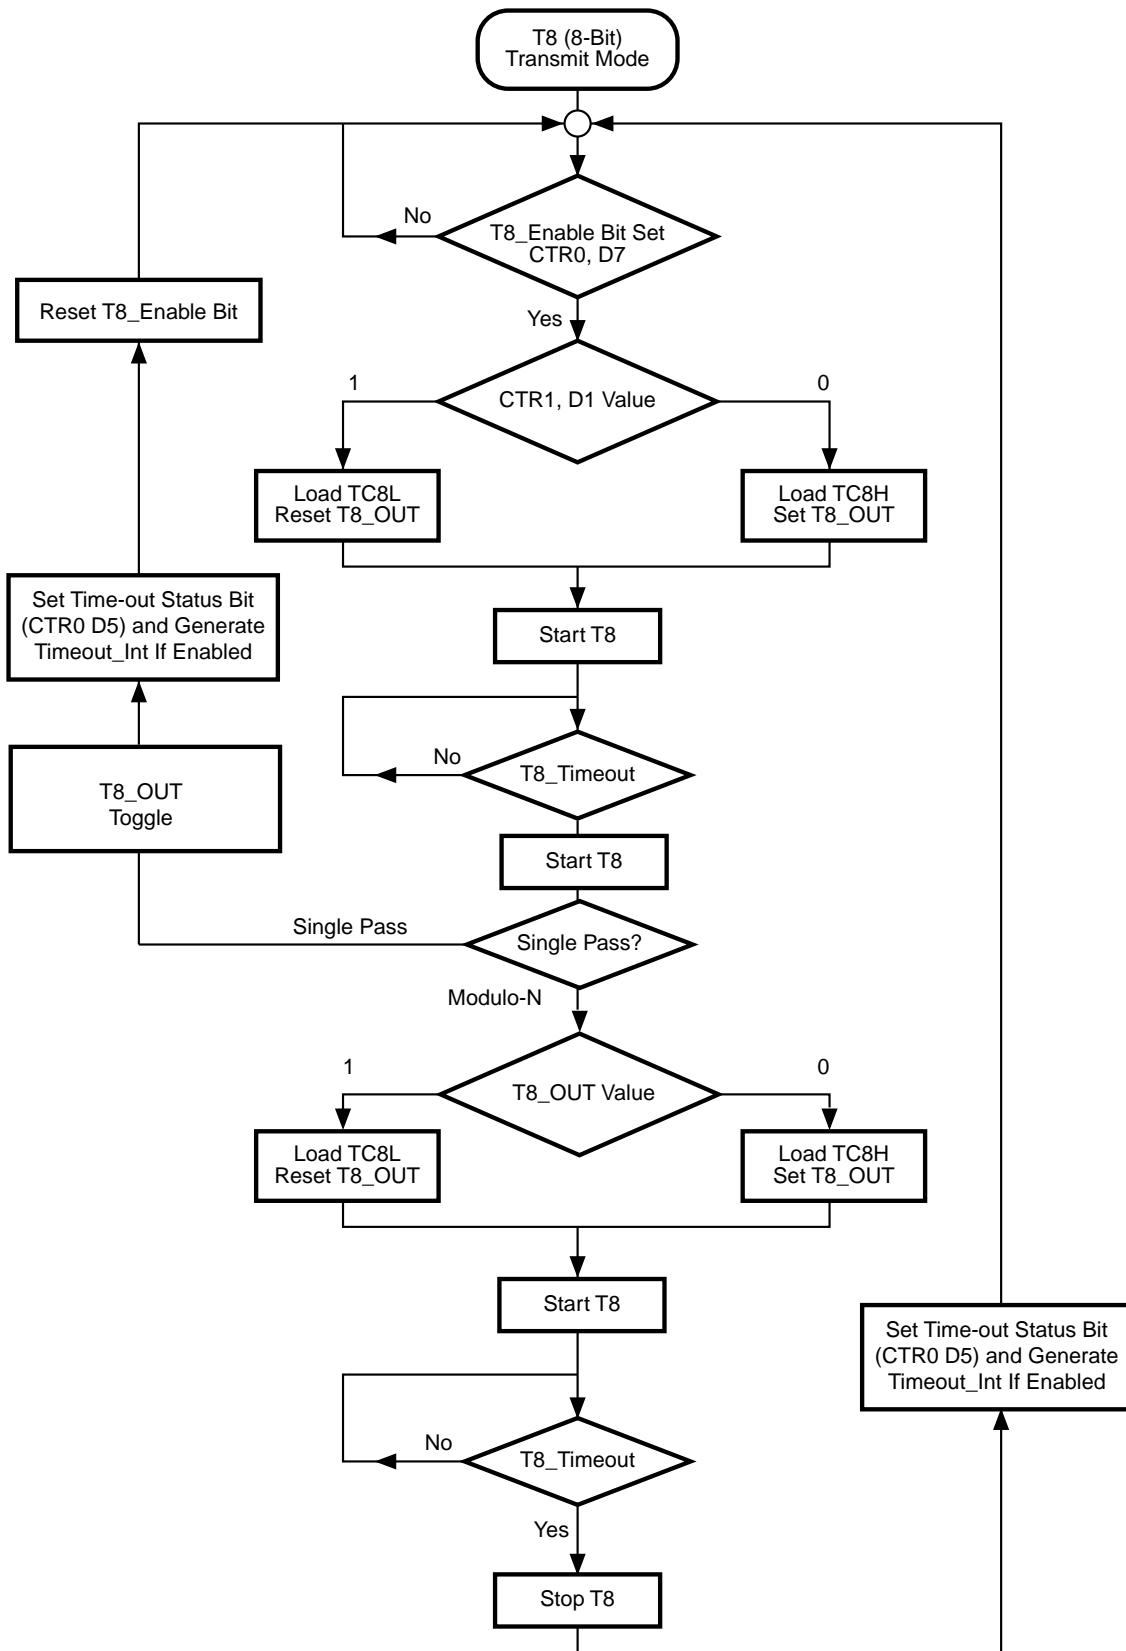 T8 (8-Bit)
Transmit Mode
No
T8_Enable Bit Set
CTR0, D7
Reset T8_Enable Bit
Yes
1
CTR1, D1 Value
0
Load TC8L
Reset T8_OUT
Load TC8H
Set T8_OUT
Set Time-out Status Bit
(CTR0 D5) and Generate
Timeout_Int If Enabled
Start T8
No
T8_Timeout
T8_OUT
Toggle
Start T8
Single Pass
Single Pass?
Modulo-N
1
T8_OUT Value
0
Load TC8L
Reset T8_OUT
Load TC8H
Set T8_OUT
Start T8
Set Time-out Status Bit
(CTR0 D5) and Generate
Timeout_Int If Enabled
No
T8_Timeout
Yes
Stop T8